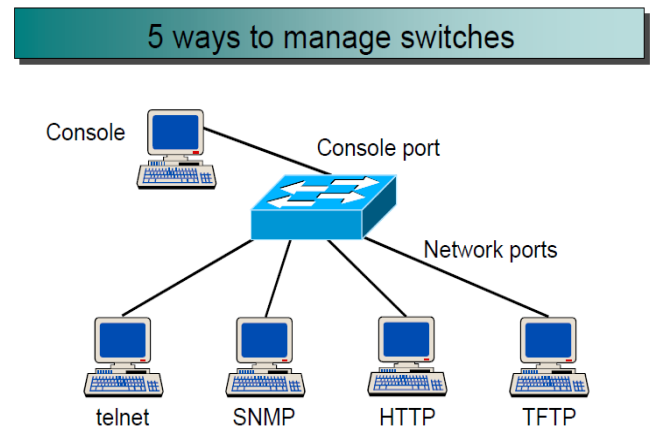 5 ways to manage switches
Console
Console port
Network ports
telnet SNMP HTTP TFTP